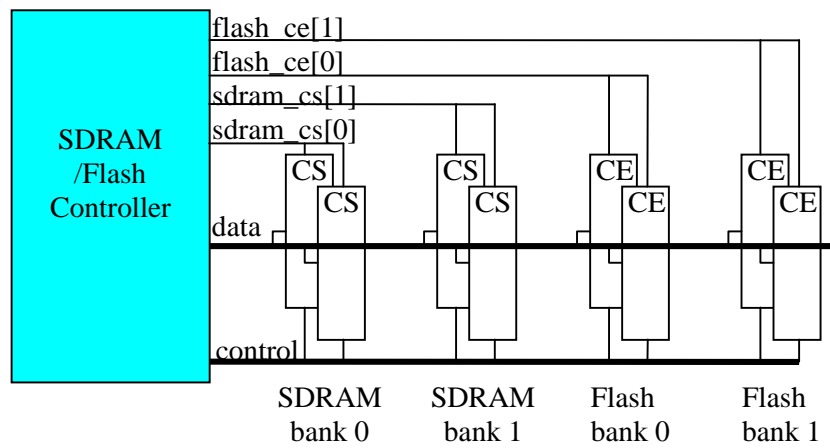 flash_ce[1]
flash_ce[0]
sdram_cs[1]
sdram_cs[0]
SDRAM
/Flash
Controller
CS
CS
CE
CE
CS
CS
CE
CE
data
control
SDRAM
bank 0
SDRAM
bank 1
Flash
bank 0
Flash
bank 1